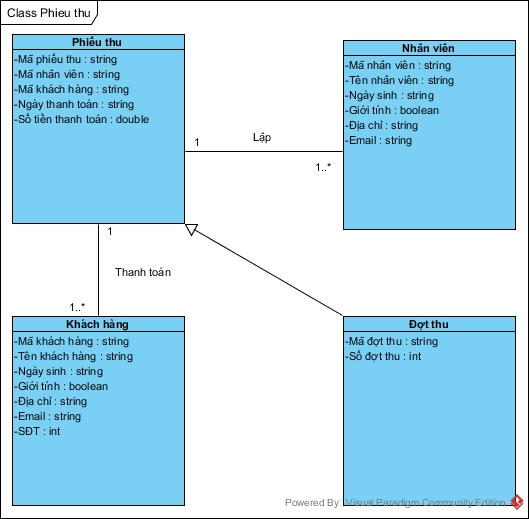 Class Phieu thu
Phiếu thu
-Mã phiếu thu : string
-Mã nhân viên : string
-Mã khách hàng : string
-Ngày thanh toán : string
-Số tiền thanh toán : double
Nhân viên
-Mã nhân viên : string
-Tên nhân viên : string
-Ngày sinh : string
-Giới tính : boolean
-Địa chỉ : string
-Email : string
1
Lập
1..*
1
Thanh toán
1..*
Khách hàng
-Mã khách hàng : string
-Tên khách hàng : string
-Ngày sinh : string
-Giới tính : boolean
-Địa chỉ : string
-Email : string
-SĐT : int
Đợt thu
-Mã đợt thu : string
-Số đợt thu : int
Powered By Visual Paradigm Community Edition